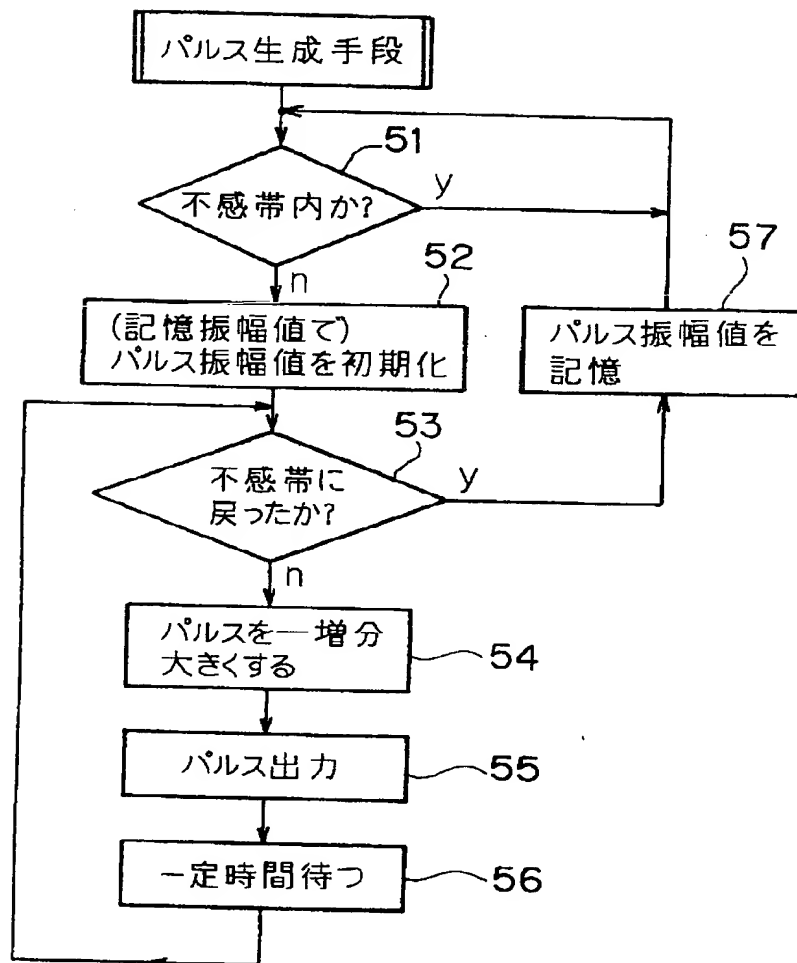 パルス生成手段
51
不感帯内か?
y
n
52
(記憶振幅値で)
パルス振幅値を初期化
57
パルス振幅値を
記憶
53
不感帯に
戻ったか?
y
n
パルスを一増分
大きくする
54
パルス出力
55
一定時間待つ
56